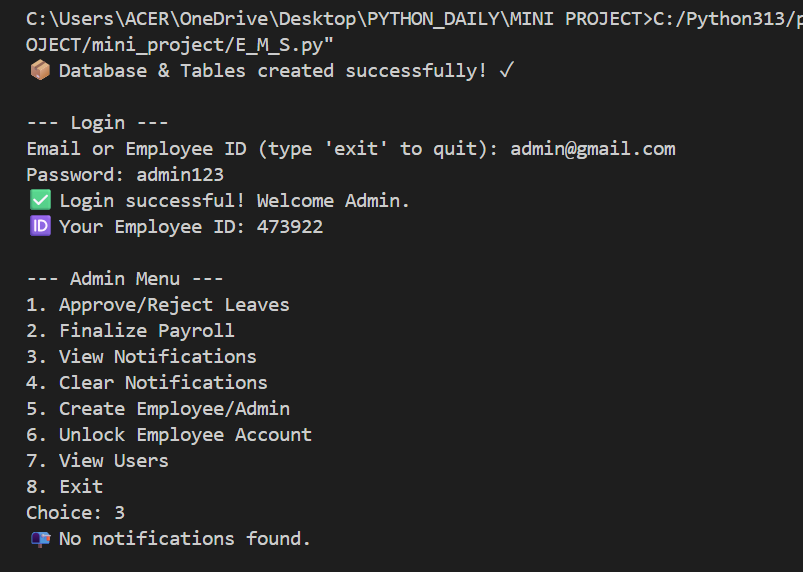 C:\Users\ACER\OneDrive\Desktop\PYTHON_DAILY\MINI PROJECT>C:/Python313/p
OJECT/mini_project/E_M_S.py"
📦 Database & Tables created successfully! ✓
--- Login ---
Email or Employee ID (type 'exit' to quit): admin@gmail.com
Password: admin123
✅ Login successful! Welcome Admin.
🆔 Your Employee ID: 473922
--- Admin Menu ---
1. Approve/Reject Leaves
2. Finalize Payroll
3. View Notifications
4. Clear Notifications
5. Create Employee/Admin
6. Unlock Employee Account
7. View Users
8. Exit
Choice: 3
📭 No notifications found.